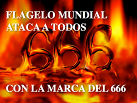 FLAGELO MUNDIAL
ATACA A TODOS
666
CON LA MARCA DEL 666